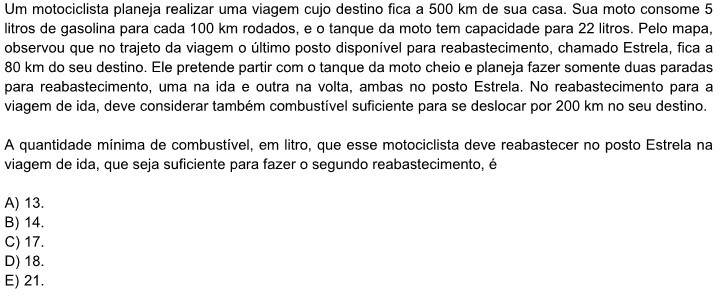 Um motociclista planeja realizar uma viagem cujo destino fica a 500 km de sua casa. Sua moto consome 5
litros de gasolina para cada 100 km rodados, e o tanque da moto tem capacidade para 22 litros. Pelo mapa,
observou que no trajeto da viagem o último posto disponível para reabastecimento, chamado Estrela, fica a
80 km do seu destino. Ele pretende partir com o tanque da moto cheio e planeja fazer somente duas paradas
para reabastecimento, uma na ida e outra na volta, ambas no posto Estrela. No reabastecimento para a
viagem de ida, deve considerar também combustível suficiente para se deslocar por 200 km no seu destino.
A quantidade mínima de combustível, em litro, que esse motociclista deve reabastecer no posto Estrela na
viagem de ida, que seja suficiente para fazer o segundo reabastecimento, é
A) 13.
B) 14.
C) 17.
D) 18.
E) 21.